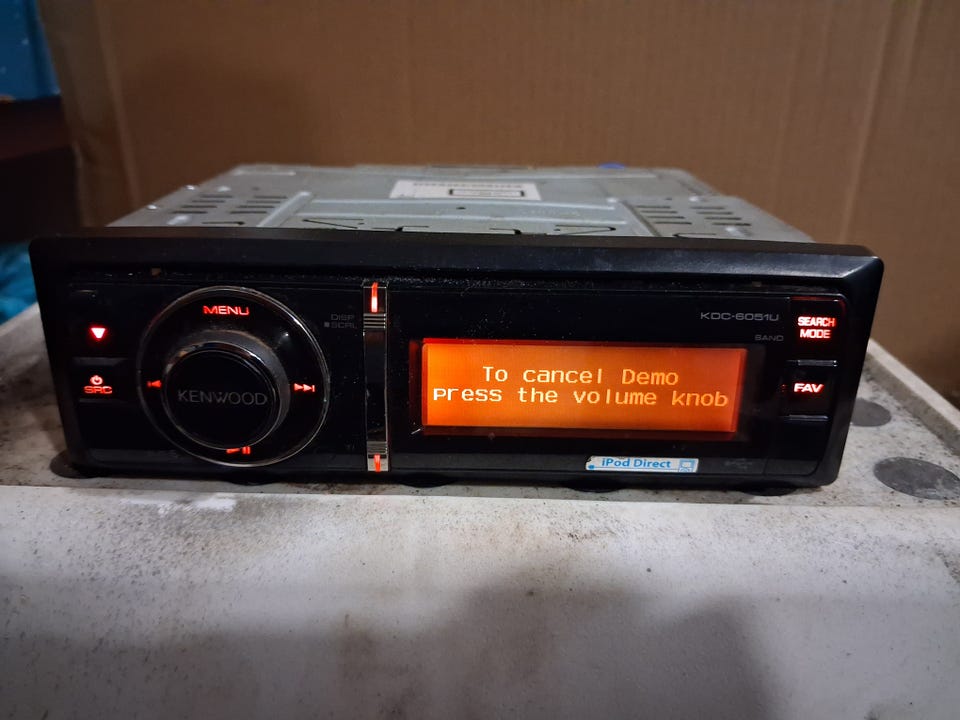 MENU
DISP
SCRL
SRC
KENWOOD
KDC-6051U
BAND
To cancel Demo
press the volume knob
SEARCH
MODE
FAV
iPod Direct